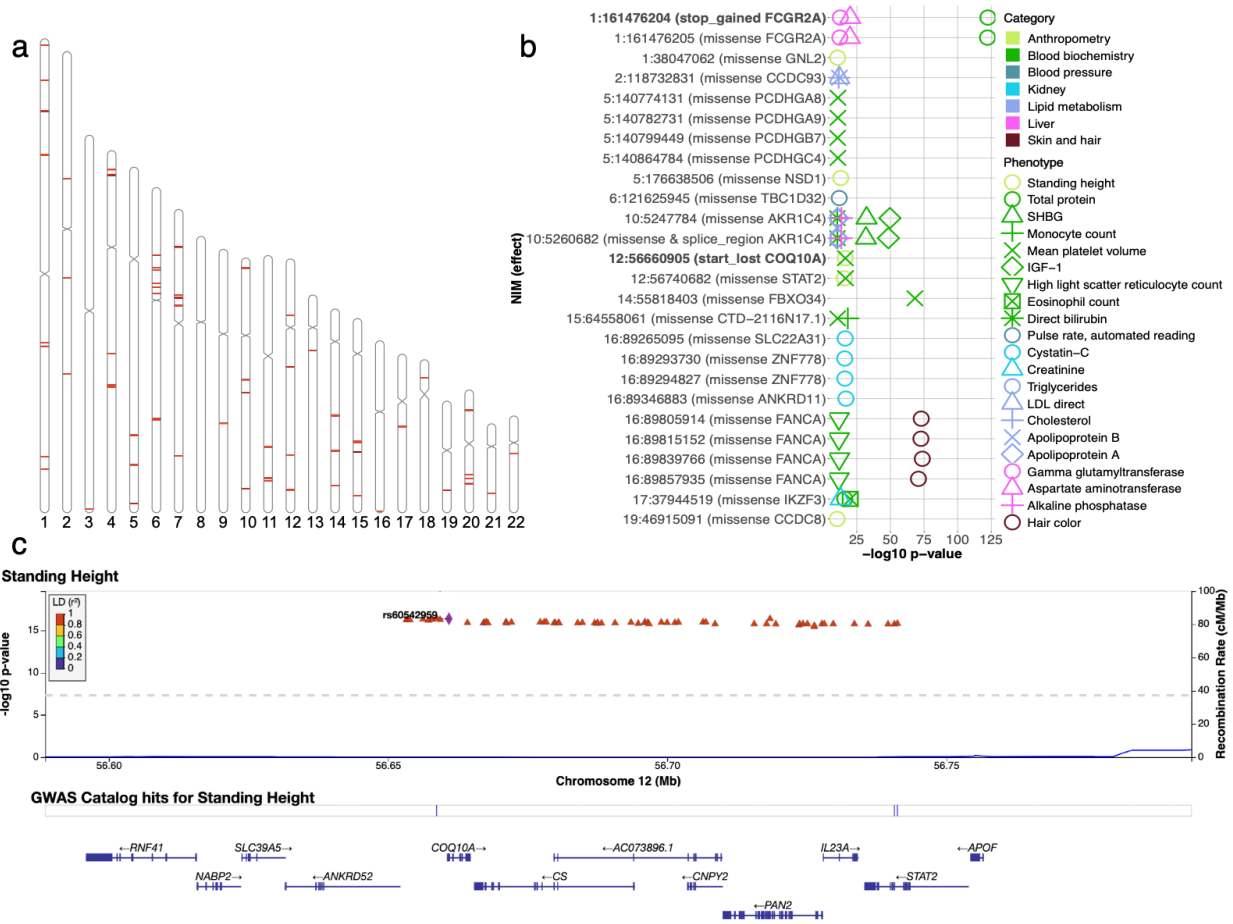 a
1 2 3 4 5 6 7 8 9 10 11 12 13 14 15 16 17 18 19 20 21 22
b
NIM (effect)
1:161476204 (stop_gained FCGR2A)
1:161476205 (missense FCGR2A)
1:38047062 (missense GNL2)
2:118732831 (missense CCDC93)
5:140774131 (missense PCDHGA8)
5:140782731 (missense PCDHGA9)
5:140799449 (missense PCDHGB7)
5:140864784 (missense PCDHGC4)
5:176638506 (missense NSD1)
6:121625945 (missense TBC1D32)
10:5247784 (missense AKR1C4)
10:5260682 (missense & splice_region AKR1C4)
12:56660905 (start_lost COQ10A)
12:56740682 (missense STAT2)
14:55818403 (missense FBXO34)
15:64558061 (missense CTD-2116N17.1)
16:89265095 (missense SLC22A31)
16:89293730 (missense ZNF778)
16:89294827 (missense ZNF778)
16:89346883 (missense ANKRD11)
16:89805914 (missense FANCA)
16:89815152 (missense FANCA)
16:89839766 (missense FANCA)
16:89857935 (missense FANCA)
17:37944519 (missense IKZF3)
19:46915091 (missense CCDC8)
25 50 75 100 125
−log10 p−value
Category
Anthropometry
Blood biochemistry
Blood pressure
Kidney
Lipid metabolism
Liver
Skin and hair
Phenotype
Standing height
Total protein
SHBG
Monocyte count
Mean platelet volume
IGF−1
High light scatter reticulocyte count
Eosinophil count
Direct bilirubin
Pulse rate, automated reading
Cystatin−C
Creatinine
Triglycerides
LDL direct
Cholesterol
Apolipoprotein B
Apolipoprotein A
Gamma glutamyltransferase
Aspartate aminotransferase
Alkaline phosphatase
Hair color
c
Standing Height
LD (r²)
1
0.8
0.6
0.4
0.2
0
rs60542959
-log10 p-value
15
10
5
0
100
80
60
40
20
0
Recombination Rate (cM/Mb)
56.60 56.65 56.70 56.75
Chromosome 12 (Mb)
GWAS Catalog hits for Standing Height
←RNF41 SLC39A5→ COQ10A→ ←AC073896.1 IL23A→ ←APOF
NABP2→ ←ANKRD52 ←CS ←CNPY2 ←STAT2
←PAN2